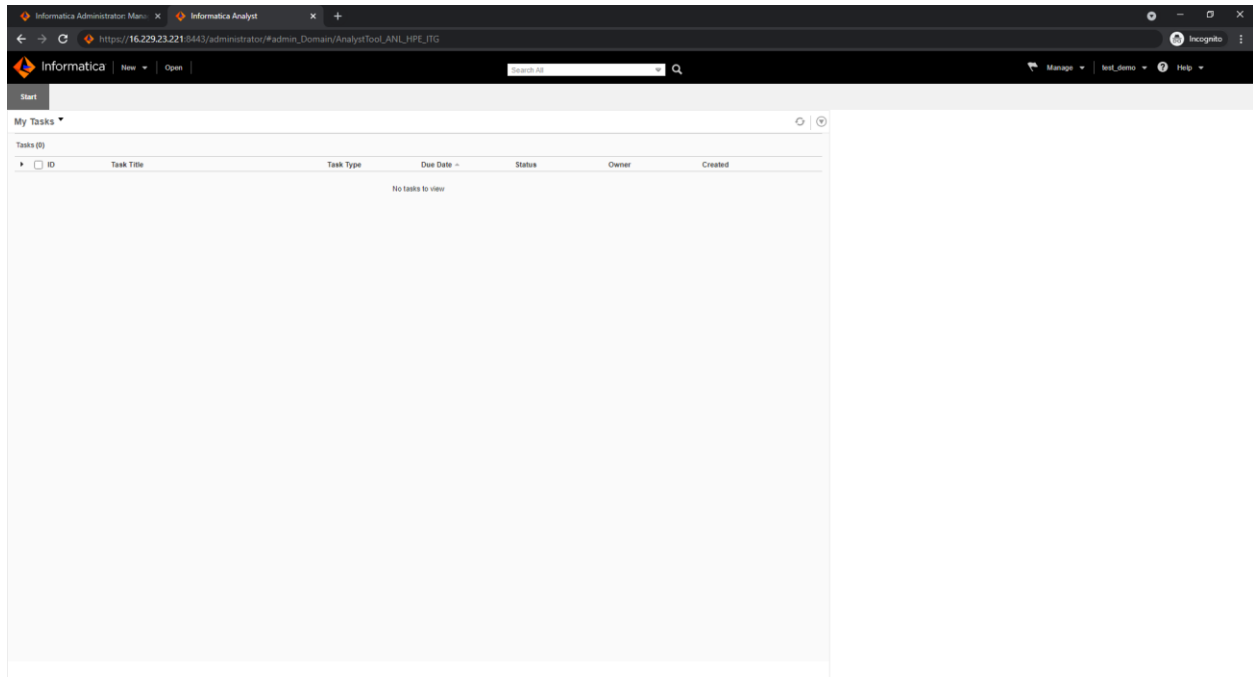 Informatica Administrator: Mana Informatica Analyst
https://16.229.23.221:8443/administrator/#admin_Domain/AnalystTool_ANL_HPE_ITG Incognito
Informatica New Open Search All Manage test_demo Help
Start
My Tasks
Tasks (0)
ID Task Title Task Type Due Date Status Owner Created
No tasks to view